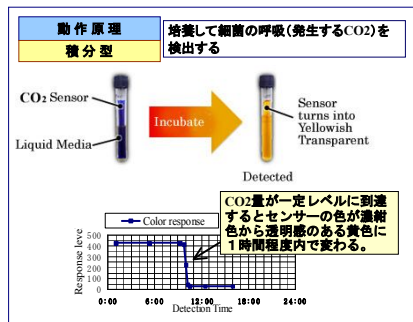 動作原理
積分型
培養して細菌の呼吸(発生するCO2)を
検出する
CO2 Sensor
Liquid Media
Incubate
Sensor
turns into
Yellowish
Transparent
Detected
CO2量が一定レベルに到達
するとセンサーの色が濃紺
色から透明感のある黄色に
1時間程度内で変わる。
Color response
Response leve
500
400
300
200
100
0
0:00 6:00 12:00 18:00 24:00
Detection Time